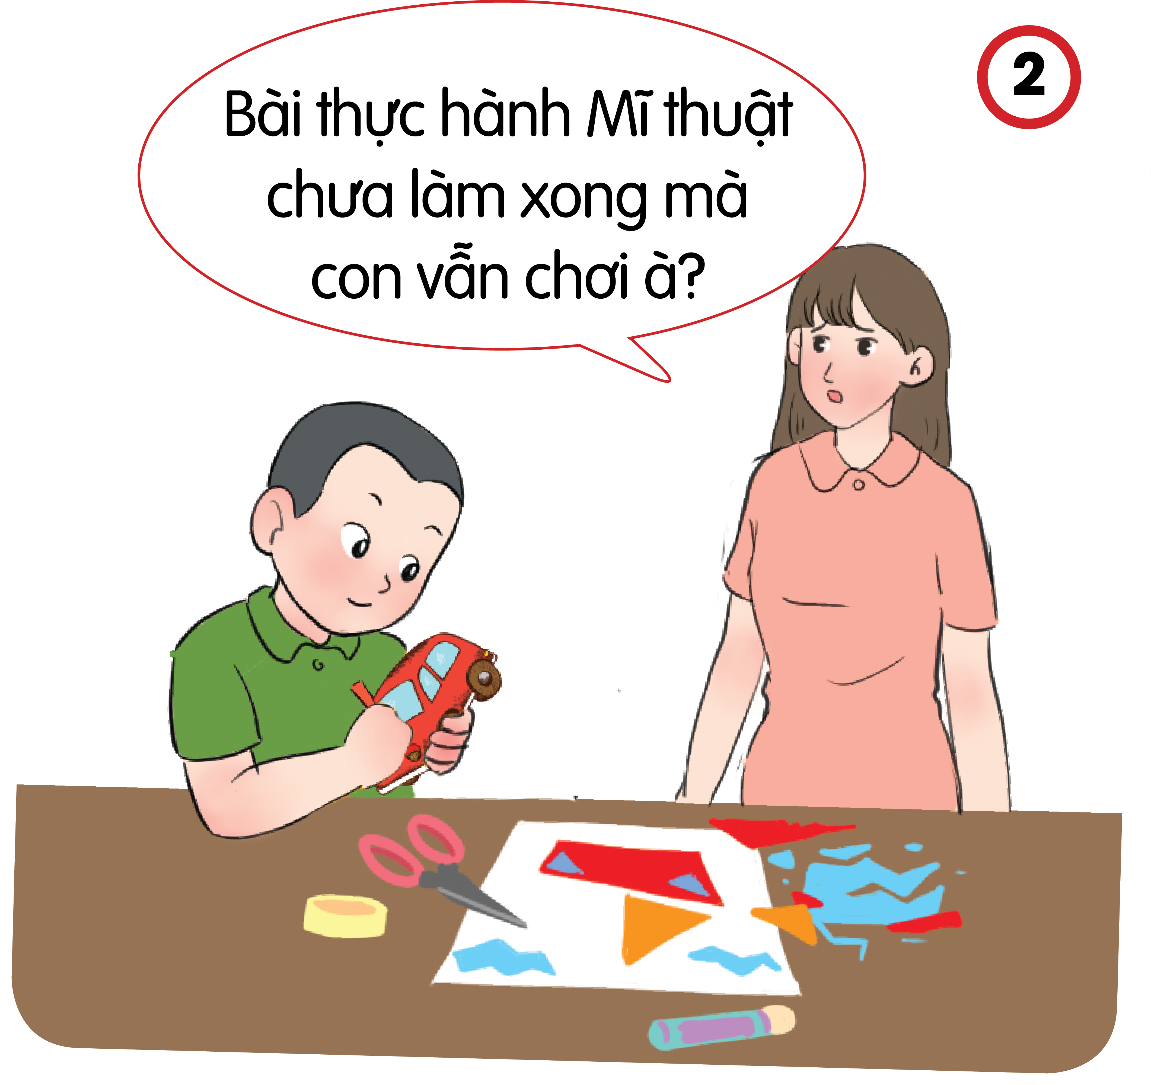 2
Bài thực hành Mĩ thuật
chưa làm xong mà
con vẫn chơi à?